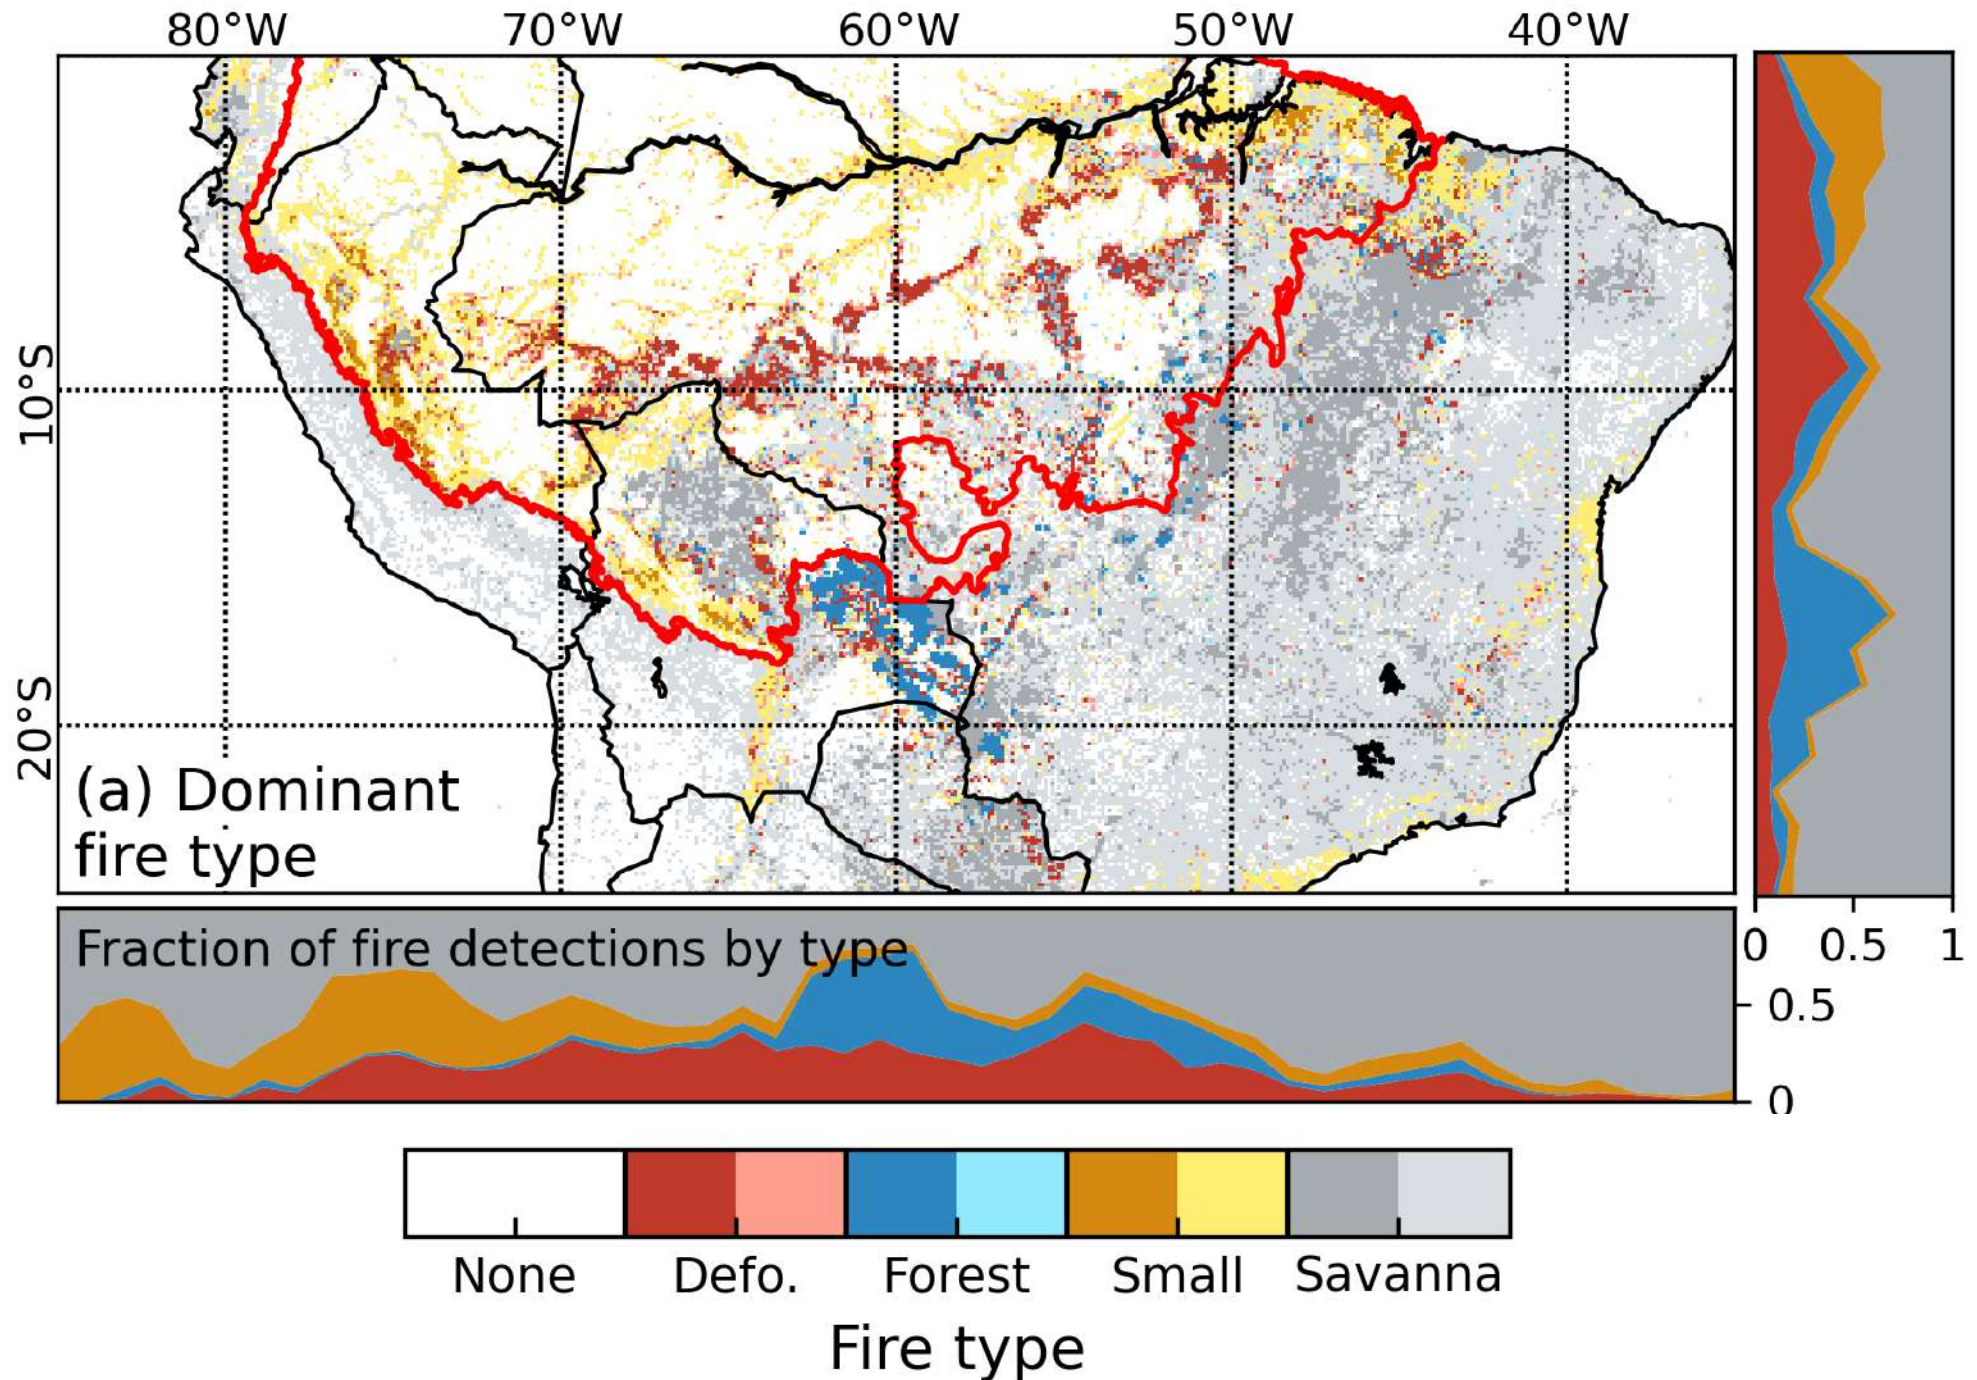 80°W 70°W 60°W 50°W 40°W
10°S
20°S
(a) Dominant
fire type
Fraction of fire detections by type
0 0.5 1
0.5
0
None Defo. Forest Small Savanna
Fire type